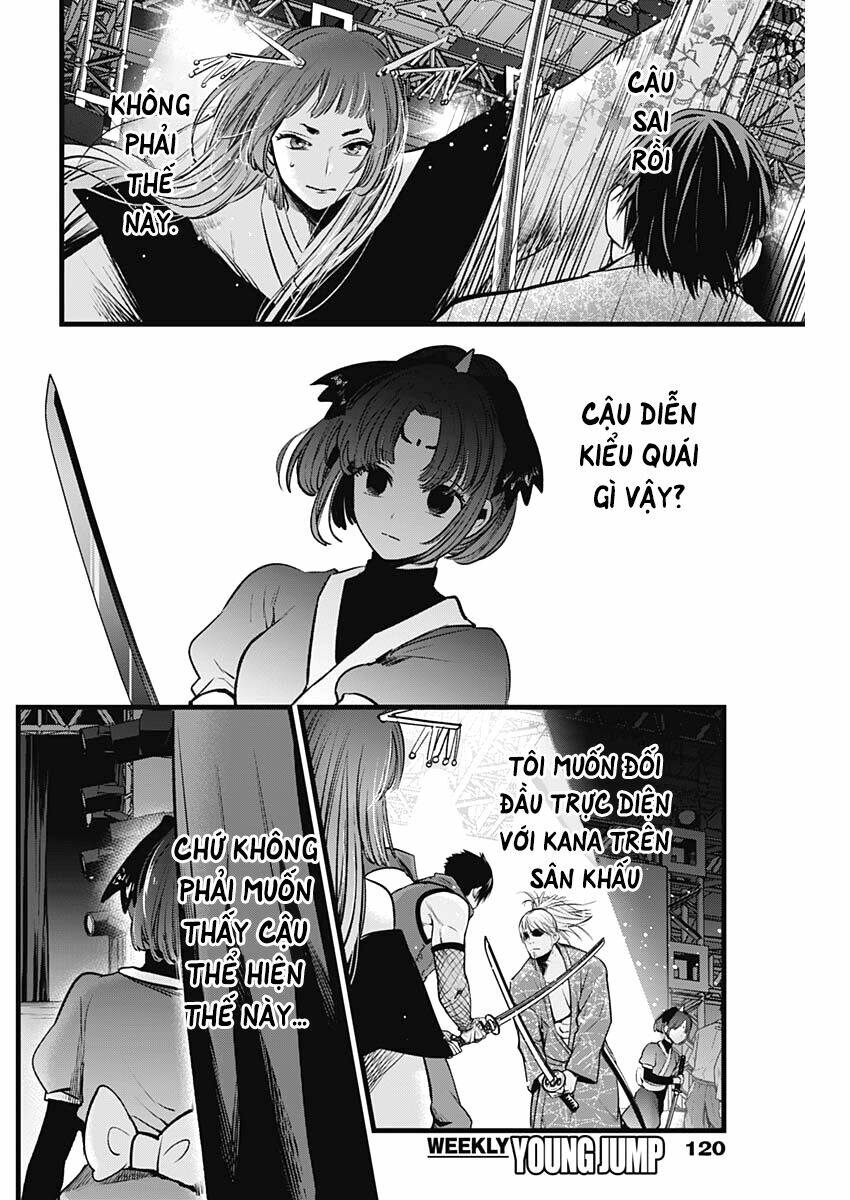 CẬU
SAI
RỒI
KHÔNG
PHẢI
THẾ
NÀY.
CẬU DIỄN
KIỂU QUÁI
GÌ VẬY?
TÔI MUỐN ĐỐI
ĐẦU TRỰC DIỆN
VỚI KANA TRÊN
SÂN KHẤU
CHỨ KHÔNG
PHẢI MUỐN
THẤY CẬU
THỂ HIỆN
THẾ NÀY...
WEEKLY YOUNG JUMP 120